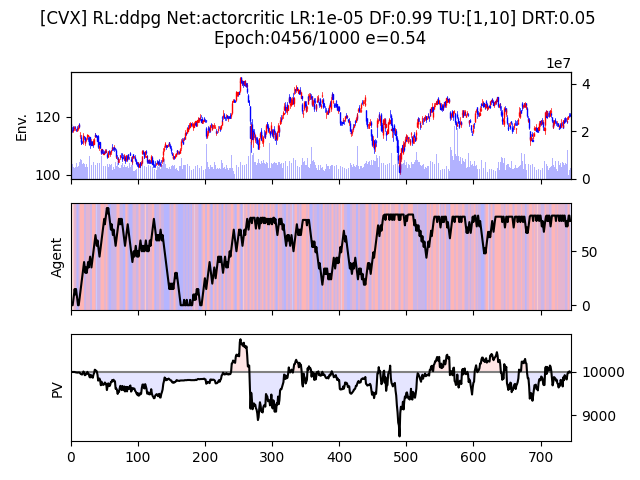 [CVX] RL:ddpg Net:actorcritic LR:1e-05 DF:0.99 TU:[1,10] DRT:0.05
Epoch:0456/1000 e=0.54
1e7
Env.
120
100
4
2
0
Agent
50
0
PV
10000
9000
0 100 200 300 400 500 600 700